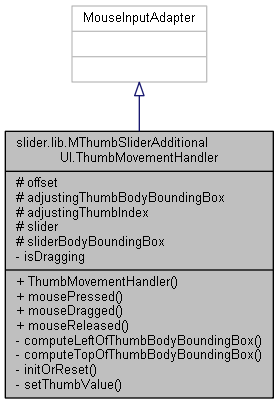 MouseInputAdapter
slider.lib.MThumbSliderAdditional
UI.ThumbMovementHandler
# offset
# adjustingThumbBodyBoundingBox
# adjustingThumbIndex
# slider
# sliderBodyBoundingBox
- isDragging
+ ThumbMovementHandler()
+ mousePressed()
+ mouseDragged()
+ mouseReleased()
- computeLeftOfThumbBodyBoundingBox()
- computeTopOfThumbBodyBoundingBox()
- initOrReset()
- setThumbValue()